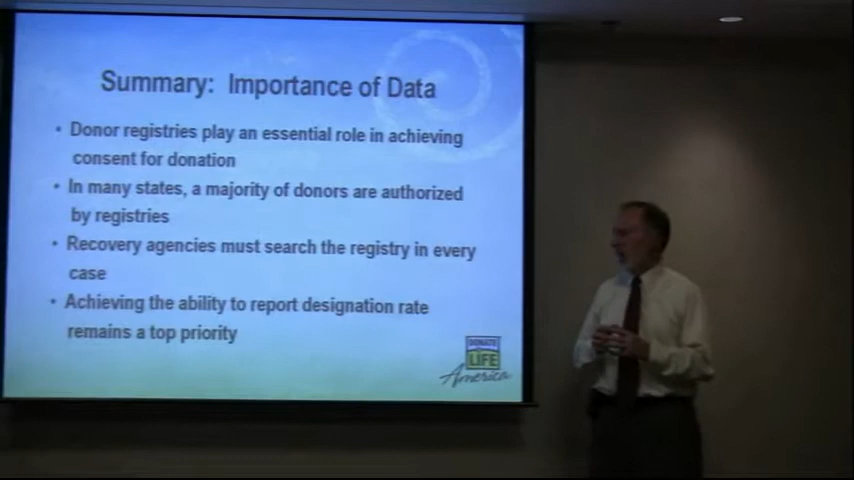 Summary: Importance of Data
• Donor registries play an essential role in achieving
consent for donation
• In many states, a majority of donors are authorized
by registries
• Recovery agencies must search the registry in every
case
• Achieving the ability to report designation rate
remains a top priority
DONATE
LIFE
America